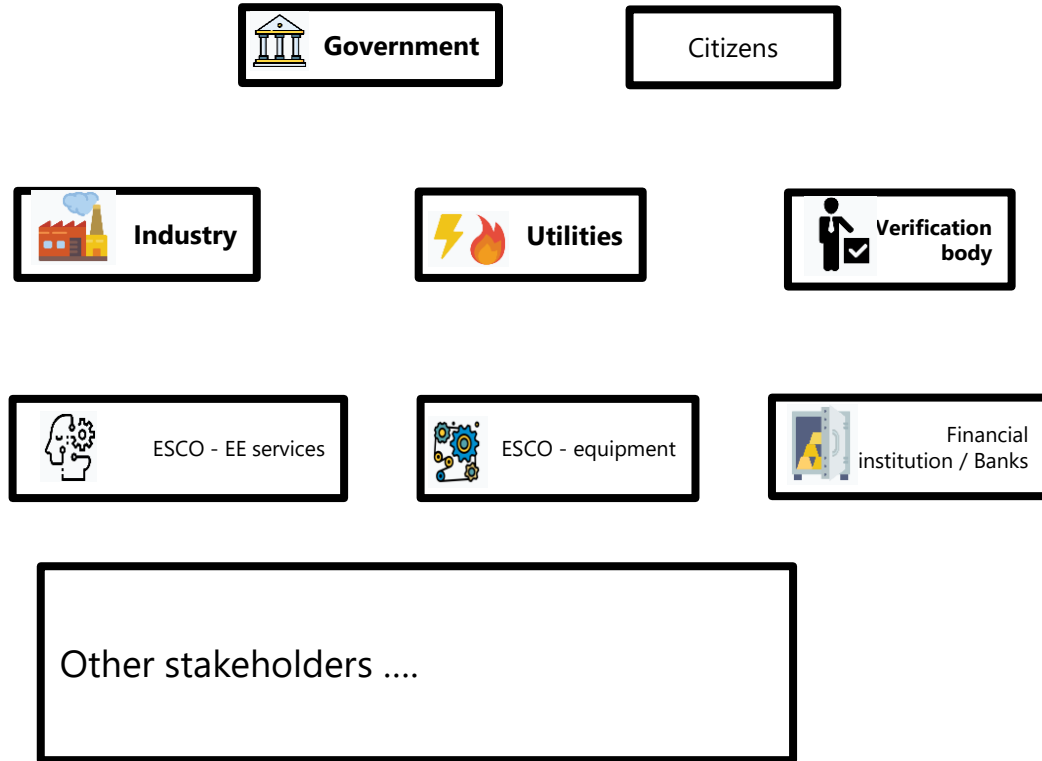 Government
Citizens
Industry
Utilities
Verification
body
ESCO - EE services
ESCO - equipment
Financial
institution / Banks
Other stakeholders ....